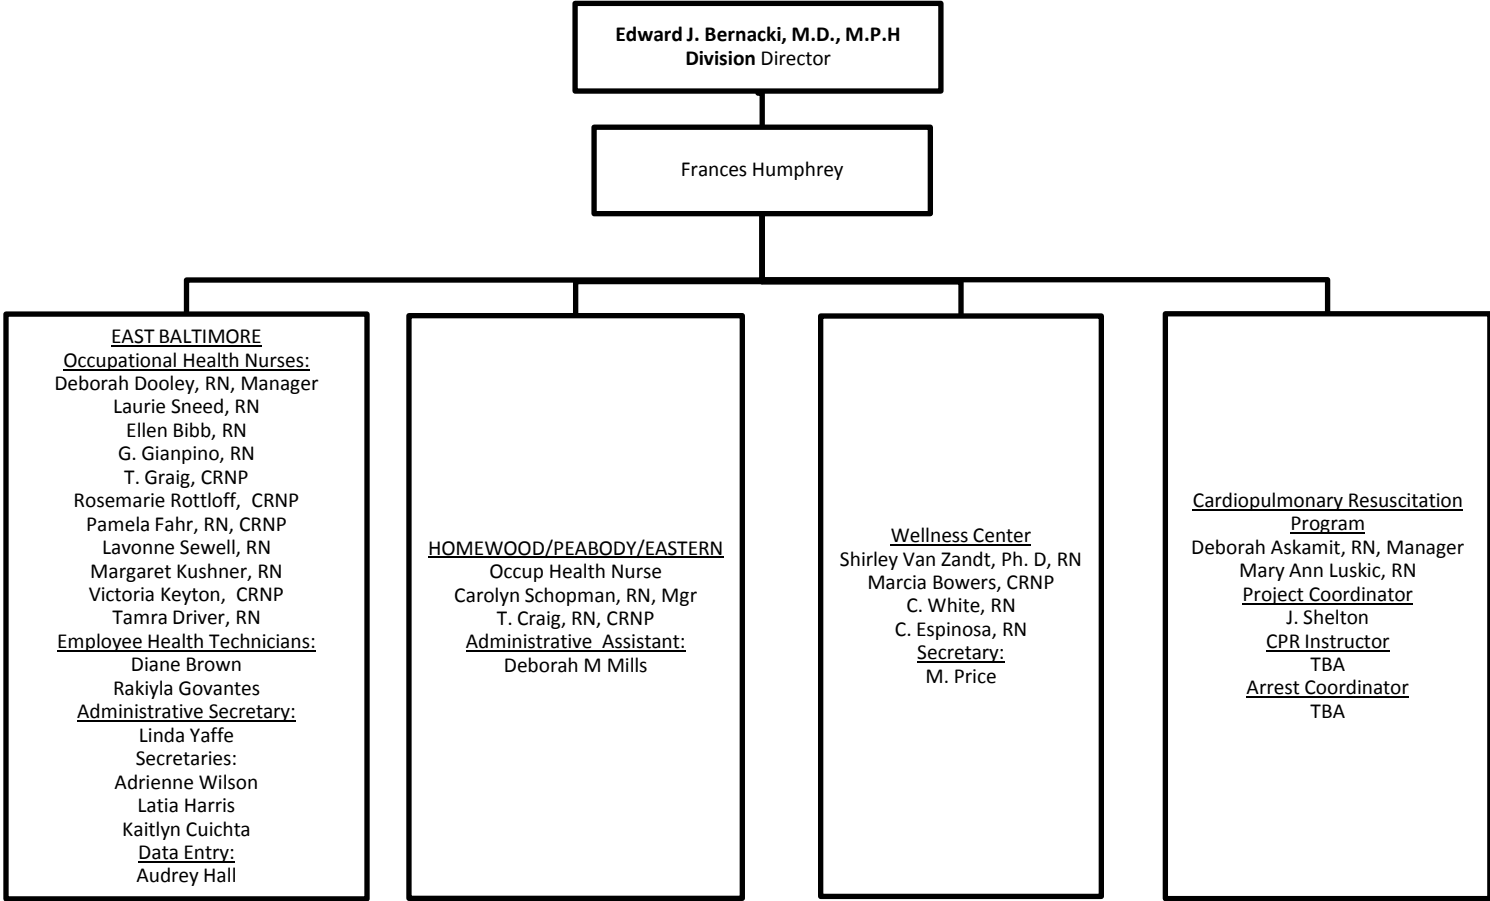 Edward J. Bernacki, M.D., M.P.H
Division Director
Frances Humphrey
EAST BALTIMORE
Occupational Health Nurses:
Deborah Dooley, RN, Manager
Laurie Sneed, RN
Ellen Bibb, RN
G. Gianpino, RN
T. Graig, CRNP
Rosemarie Rottloff, CRNP
Pamela Fahr, RN, CRNP
Lavonne Sewell, RN
Margaret Kushner, RN
Victoria Keyton, CRNP
Tamra Driver, RN
Employee Health Technicians:
Diane Brown
Rakiyla Govantes
Administrative Secretary:
Linda Yaffe
Secretaries:
Adrienne Wilson
Latia Harris
Kaitlyn Cuichta
Data Entry:
Audrey Hall
HOMEWOOD/PEABODY/EASTERN
Occup Health Nurse
Carolyn Schopman, RN, Mgr
T. Craig, RN, CRNP
Administrative Assistant:
Deborah M Mills
Wellness Center
Shirley Van Zandt, Ph. D, RN
Marcia Bowers, CRNP
C. White, RN
C. Espinosa, RN
Secretary:
M. Price
Cardiopulmonary Resuscitation
Program
Deborah Askamit, RN, Manager
Mary Ann Luskic, RN
Project Coordinator
J. Shelton
CPR Instructor
TBA
Arrest Coordinator
TBA